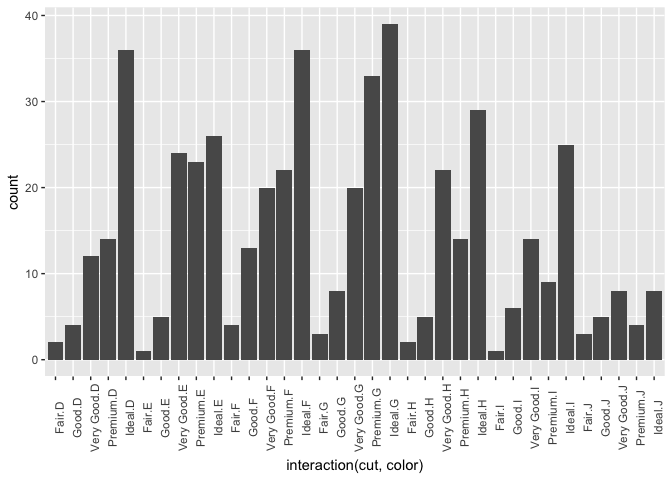 40
30
20
10
0
count
Fair.D
Good.D
Very Good.D
Premium.D
Ideal.D
Fair.E
Good.E
Very Good.E
Premium.E
Ideal.E
Fair.F
Good.F
Very Good.F
Premium.F
Ideal.F
Fair.G
Good.G
Very Good.G
Premium.G
Ideal.G
Fair.H
Good.H
Very Good.H
Premium.H
Ideal.H
Fair.I
Good.I
Very Good.I
Premium.I
Ideal.I
Fair.J
Good.J
Very Good.J
Premium.J
Ideal.J
interaction(cut, color)